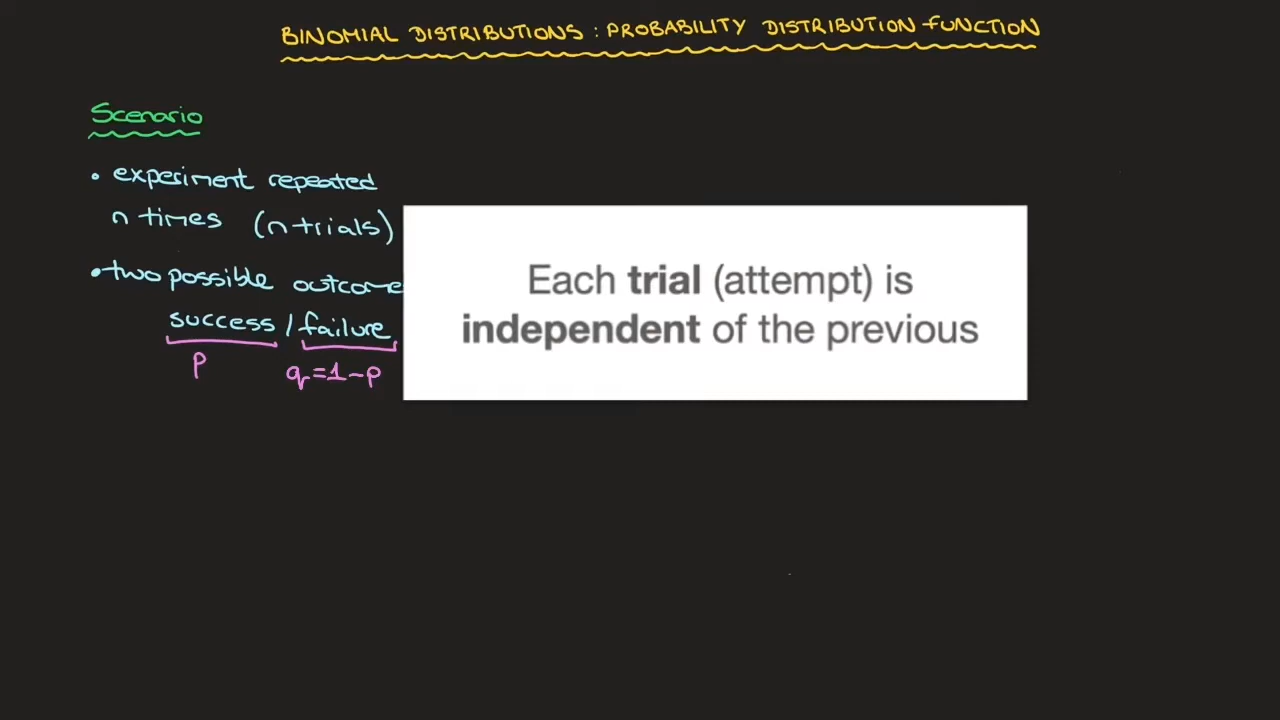 BINOMIAL DISTRIBUTIONS : PROBABILITY DISTRIBUTION FUNCTION
Scenario
• experiment repeated
n times (n trials)
• two possible outcome
success / failure
p q = 1 - p
Each trial (attempt) is
independent of the previous